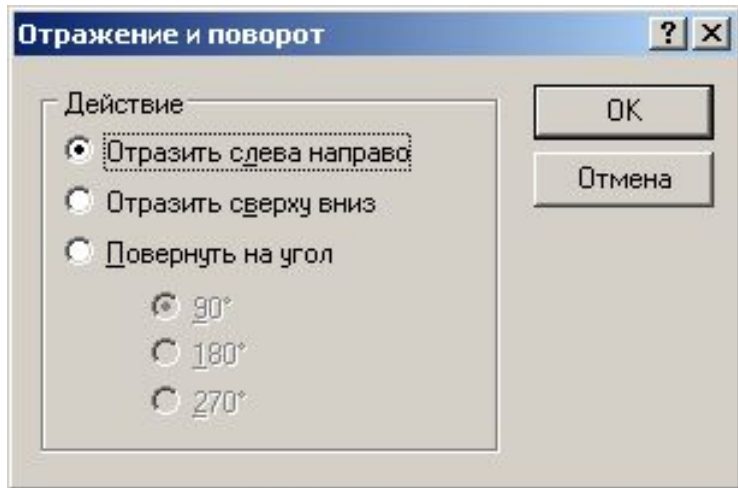 Отражение и поворот
Действие
Отразить слева направо
Отразить сверху вниз
Повернуть на угол
90°
180°
270°
OK
Отмена